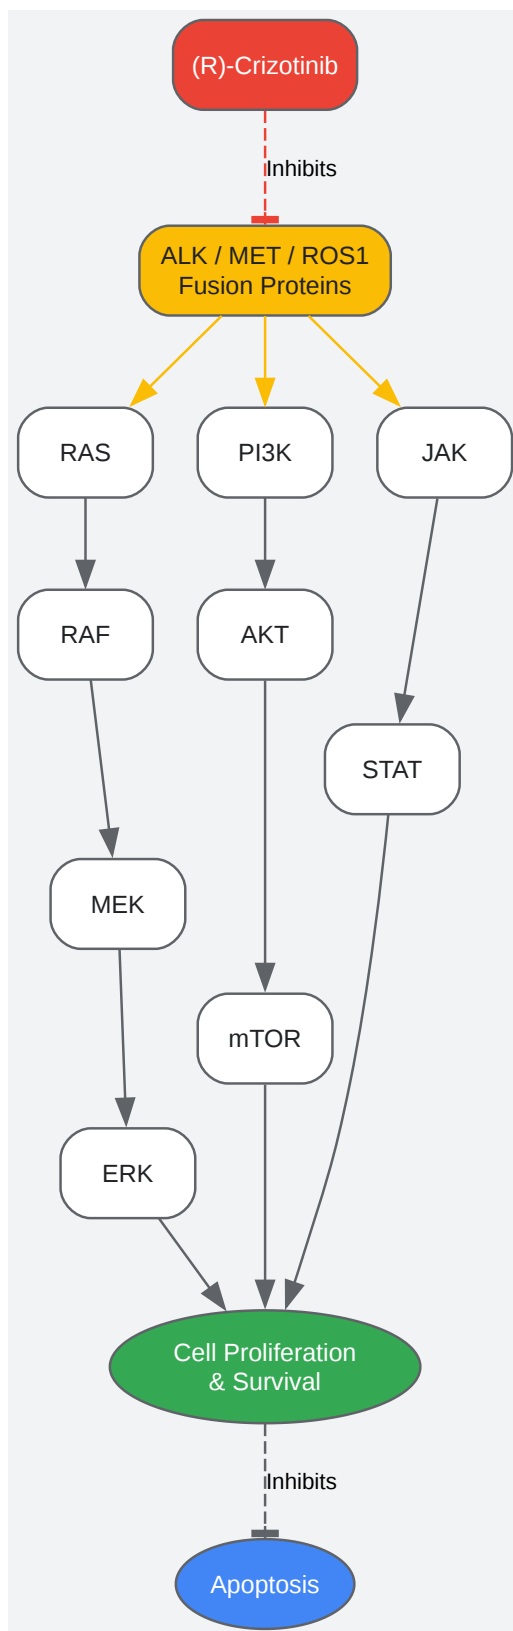 (R)-Crizotinib
Inhibits
ALK / MET / ROS1
Fusion Proteins
RAS
PI3K
JAK
RAF
AKT
STAT
MEK
mTOR
ERK
Cell Proliferation
& Survival
Inhibits
Apoptosis